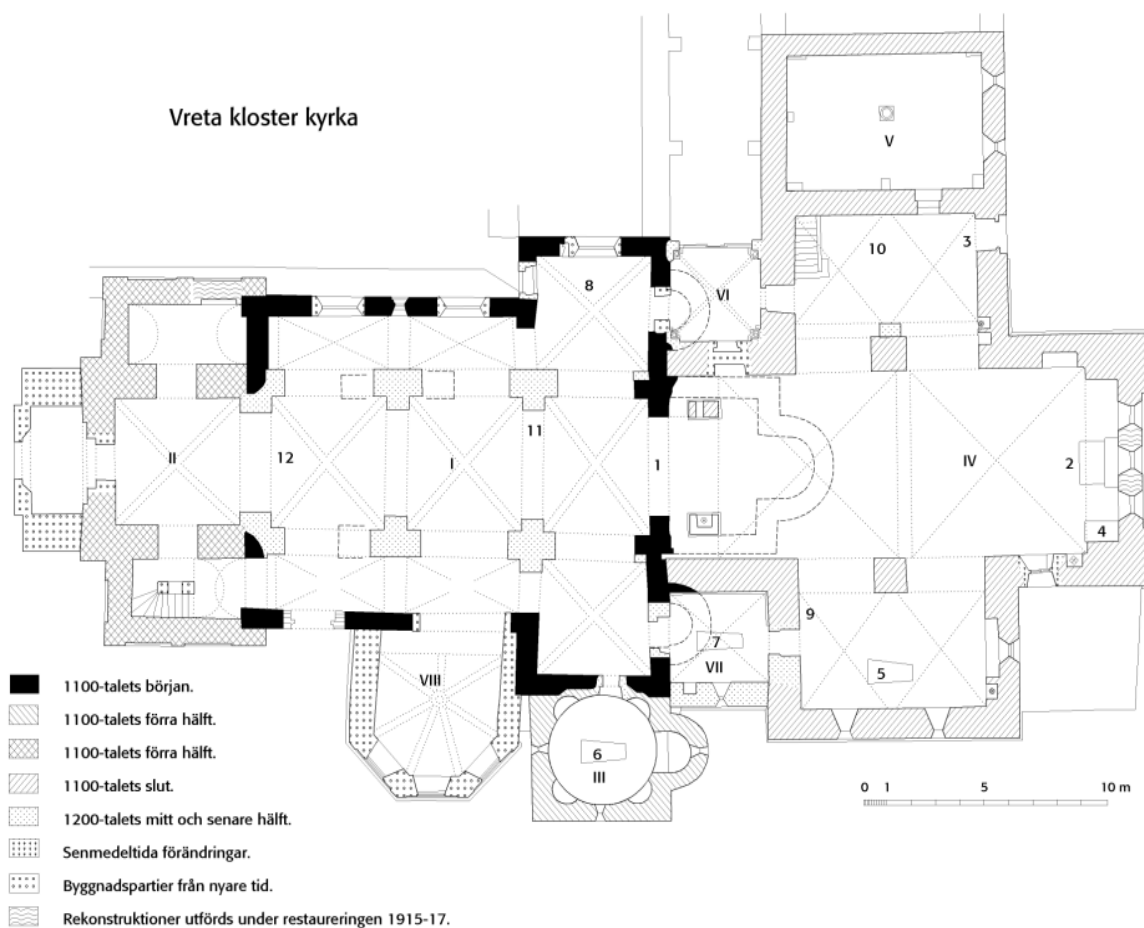 Vreta kloster kyrka
V
10
3
8
VI
II
12
I
11
1
IV
2
4
9
7
VII
5
VIII
6
III
1100-talets början.
1100-talets förra hälft.
1100-talets förra hälft.
1100-talets slut.
1200-talets mitt och senare hälft.
Senmedeltida förändringar.
Byggnadspartier från nyare tid.
Rekonstruktioner utförds under restaureringen 1915-17.
0 1 5 10 m